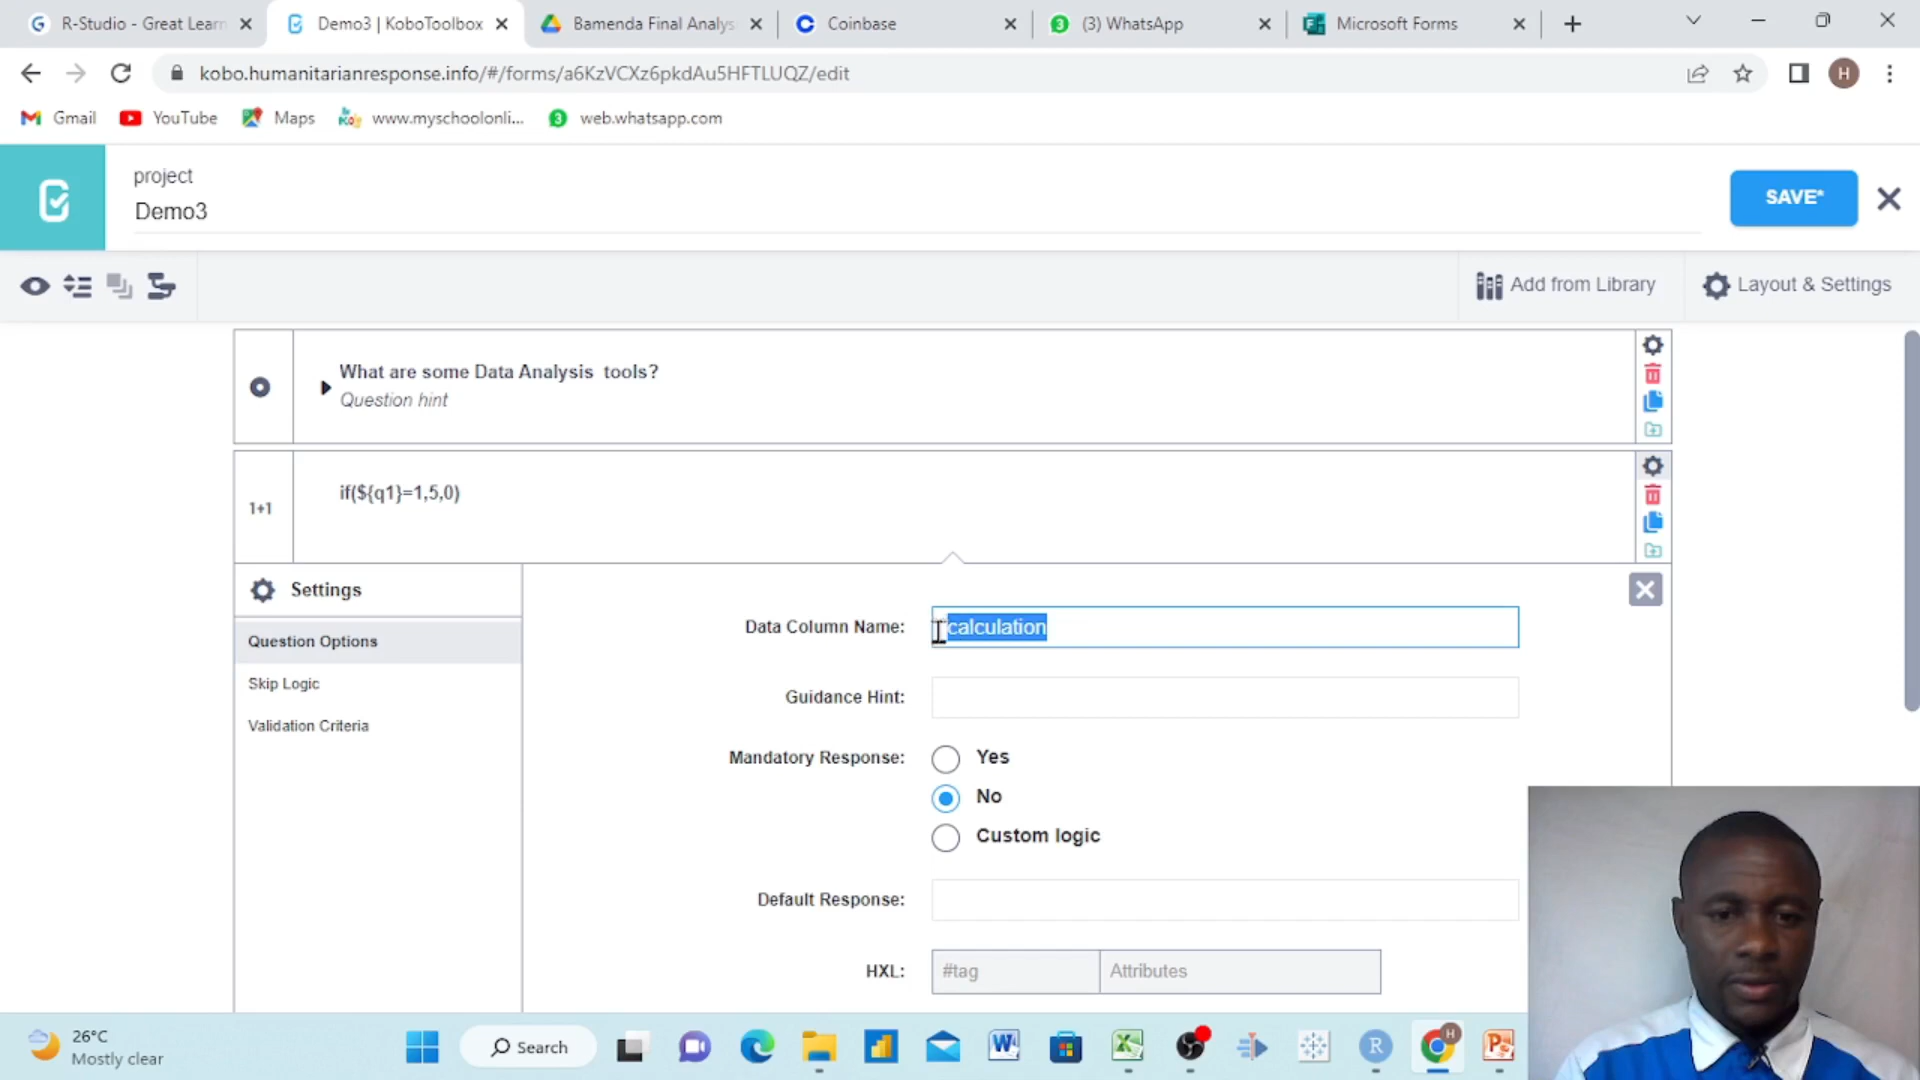 R-Studio - Great Learn
Demo3 | KoboToolbox
Bamenda Final Analys
Coinbase
(3) WhatsApp
Microsoft Forms
kobo.humanitarianresponse.info/#/forms/a6KzVCXz6pkdAu5HFTLUQZ/edit
H
Gmail
YouTube
Maps
www.myschoolonli...
web.whatsapp.com
project
Demo3
SAVE*
Add from Library
Layout & Settings
What are some Data Analysis  tools?
Question hint
1+1
if(${q1}=1,5,0)
Settings
Question Options
Skip Logic
Validation Criteria
Data Column Name:
calculation
Guidance Hint:
Mandatory Response:
Yes
No
Custom logic
Default Response:
HXL:
#tag
Attributes
26°C
Mostly clear
Search